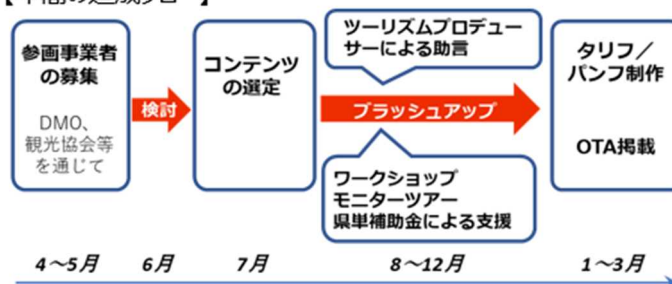 参画事業者
の募集
DMO、
観光協会等
を通じて
検討
コンテンツ
の選定
ツーリズムプロデュー
サーによる助言
ブラッシュアップ
ワークショップ
モニターツアー
県単補助金による支援
タリフ／
パンフ制作
OTA掲載
4～5月
6月
7月
8～12月
1～3月